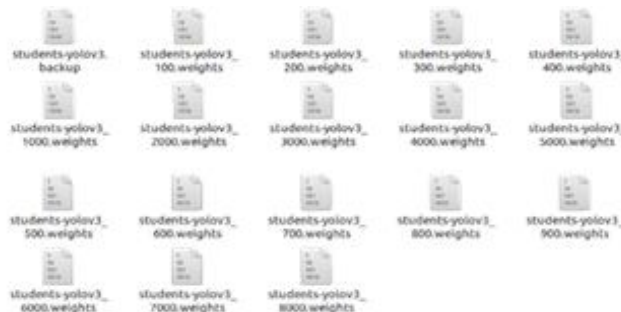 students-yolov3. students-yolov3_ students-yolov3_ students-yolov3_ students-yolov3_
backup 100.weights 200.weights 300.weights 400.weights
students-yolov3_ students-yolov3_ students-yolov3_ students-yolov3_ students-yolov3_
1000.weights 2000.weights 3000.weights 4000.weights 5000.weights
students-yolov3_ students-yolov3_ students-yolov3_ students-yolov3_ students-yolov3_
500.weights 600.weights 700.weights 800.weights 900.weights
students-yolov3_ students-yolov3_ students-yolov3_
6000.weights 7000.weights 8000.weights